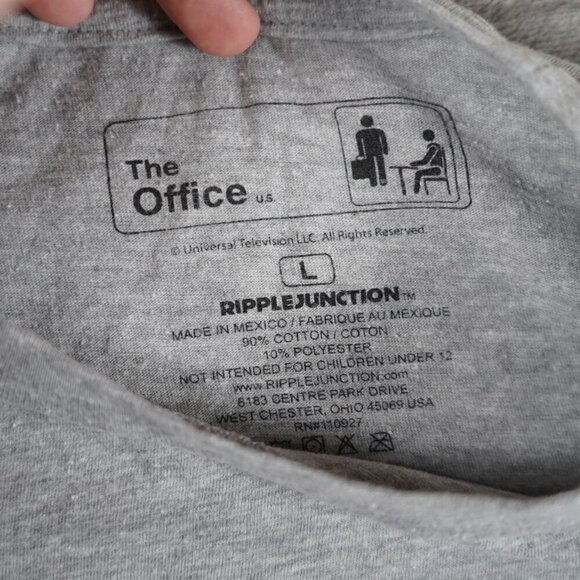 The
Office U.S.
© Universal Television LLC. All Rights Reserved.
L
RIPPLE JUNCTION™
MADE IN MEXICO / FABRIQUE AU MEXIQUE
90% COTTON / COTON
10% POLYESTER
NOT INTENDED FOR CHILDREN UNDER 12
www.RIPPLEJUNCTION.com
6183 CENTRE PARK DRIVE
WEST CHESTER, OHIO 45069 USA
RN#110927